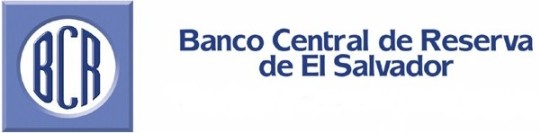 BCR
Banco Central de Reserva
de El Salvador